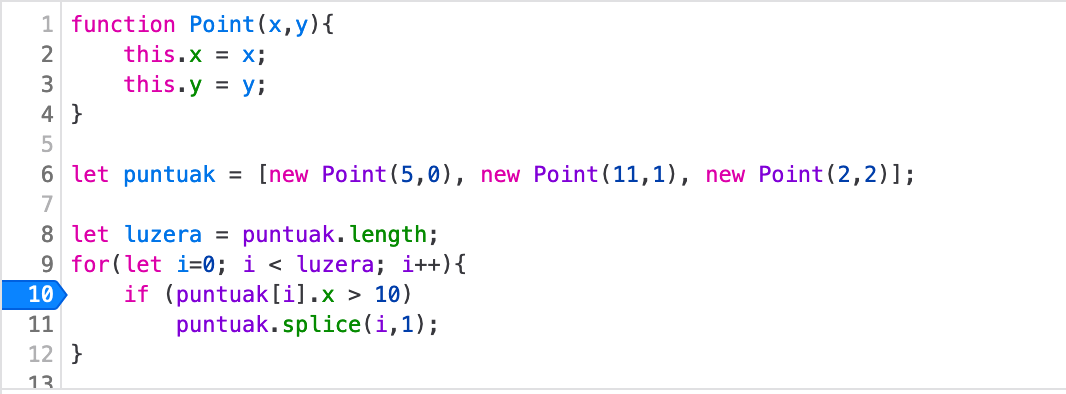 1 function Point(x,y){
2     this.x = x;
3     this.y = y;
4 }
5
6 let puntuak = [new Point(5,0), new Point(11,1), new Point(2,2)];
7
8 let luzera = puntuak.length;
9 for(let i=0; i < luzera; i++){
10     if (puntuak[i].x > 10)
11         puntuak.splice(i,1);
12 }
13